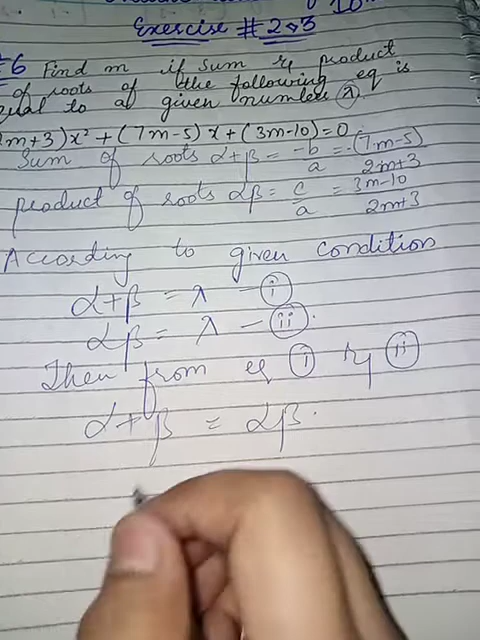 Exercise # 2.3
#6 Find m if sum & product
of roots of the following eq is
equal to a given number λ.
2m+3)x² + (7m-5)x + (3m-10) = 0
Sum of roots α+β = -b/a = -(7m-5)/2m+3
product of roots αβ = c/a = 3m-10/2m+3
According to given condition
α+β = λ — (i)
αβ = λ — (ii).
Then from eq (i) & (ii)
α+β = αβ.